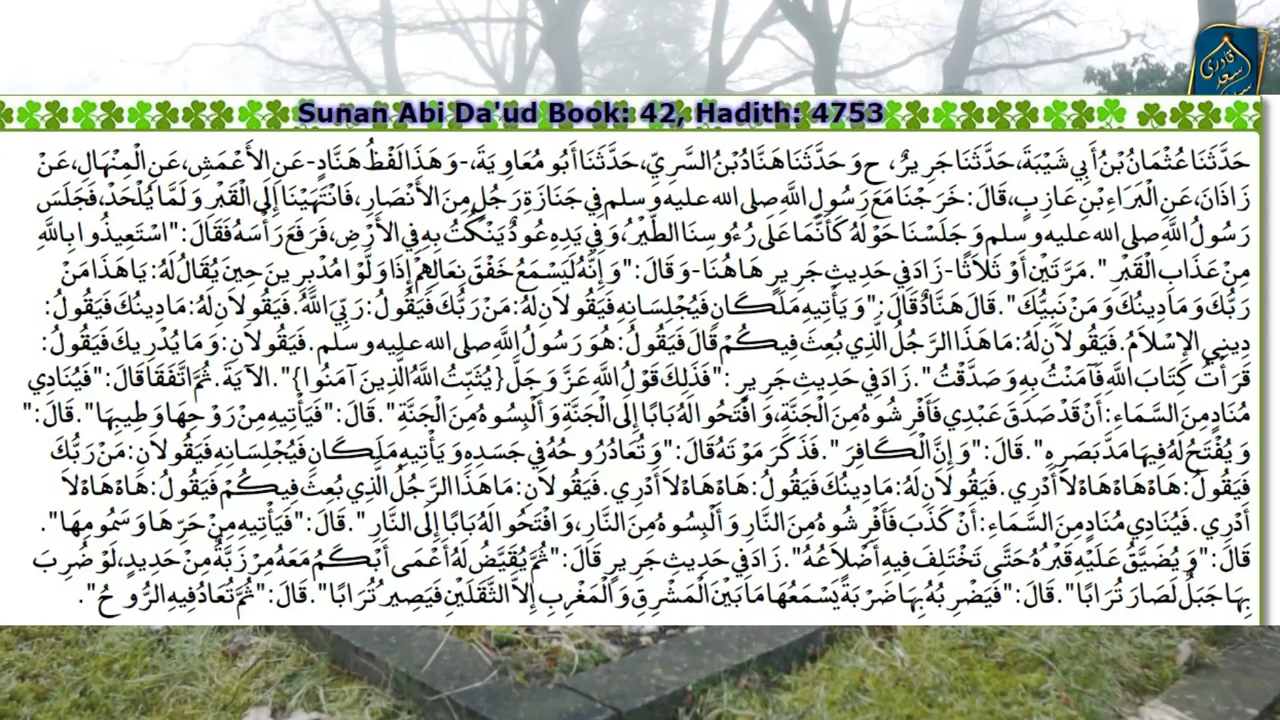 قادری
سعد
Sunan Abi Da'ud Book: 42, Hadith: 4753
حَدَّثَنَا عُثْمَانُ بْنُ أَبِي شَيْبَةَ، حَدَّثَنَا جَرِيرٌ، ح وَحَدَّثَنَا هَنَّادُ بْنُ السَّرِيِّ، حَدَّثَنَا أَبُو مُعَاوِيَةَ، -وَهَذَا لَفْظُ هَنَّادٍ- عَنِ الأَعْمَشِ، عَنِ الْمِنْهَالِ، عَنْ
زَاذَانَ، عَنِ الْبَرَاءِ بْنِ عَازِبٍ، قَالَ: خَرَجْنَا مَعَ رَسُولِ اللَّهِ صلى الله عليه وسلم فِي جَنَازَةِ رَجُلٍ مِنَ الأَنْصَارِ، فَانْتَهَيْنَا إِلَى الْقَبْرِ وَلَمَّا يُلْحَدْ، فَجَلَسَ
رَسُولُ اللَّهِ صلى الله عليه وسلم وَجَلَسْنَا حَوْلَهُ كَأَنَّمَا عَلَى رُءُوسِنَا الطَّيْرُ، وَفِي يَدِهِ عُودٌ يَنْكُتُ بِهِ فِي الأَرْضِ، فَرَفَعَ رَأْسَهُ فَقَالَ: "اسْتَعِيذُوا بِاللَّهِ
مِنْ عَذَابِ الْقَبْرِ". مَرَّتَيْنِ أَوْ ثَلاَثًا -زَادَ فِي حَدِيثِ جَرِيرٍ هَا هُنَا- وَقَالَ: "وَإِنَّهُ لَيَسْمَعُ خَفْقَ نِعَالِهِمْ إِذَا وَلَّوْا مُدْبِرِينَ حِينَ يُقَالُ لَهُ: يَا هَذَا مَنْ
رَبُّكَ وَمَا دِينُكَ وَمَنْ نَبِيُّكَ". قَالَ هَنَّادٌ قَالَ: "وَيَأْتِيهِ مَلَكَانِ فَيُجْلِسَانِهِ فَيَقُولاَنِ لَهُ: مَنْ رَبُّكَ فَيَقُولُ: رَبِّيَ اللَّهُ. فَيَقُولاَنِ لَهُ: مَا دِينُكَ فَيَقُولُ:
دِينِي الإِسْلاَمُ. فَيَقُولاَنِ لَهُ: مَا هَذَا الرَّجُلُ الَّذِي بُعِثَ فِيكُمْ قَالَ فَيَقُولُ: هُوَ رَسُولُ اللَّهِ صلى الله عليه وسلم. فَيَقُولاَنِ: وَمَا يُدْرِيكَ فَيَقُولُ:
قَرَأْتُ كِتَابَ اللَّهِ فَآمَنْتُ بِهِ وَصَدَّقْتُ". زَادَ فِي حَدِيثِ جَرِيرٍ: "فَذَلِكَ قَوْلُ اللَّهِ عَزَّ وَجَلَّ {يُثَبِّتُ اللَّهُ الَّذِينَ آمَنُوا}". الآيَةَ. ثُمَّ اتَّفَقَا قَالَ: "فَيُنَادِي
مُنَادٍ مِنَ السَّمَاءِ: أَنْ قَدْ صَدَقَ عَبْدِي فَأَفْرِشُوهُ مِنَ الْجَنَّةِ، وَافْتَحُوا لَهُ بَابًا إِلَى الْجَنَّةِ وَأَلْبِسُوهُ مِنَ الْجَنَّةِ". قَالَ: "فَيَأْتِيهِ مِنْ رَوْحِهَا وَطِيبِهَا". قَالَ: "
وَيُفْتَحُ لَهُ فِيهَا مَدَّ بَصَرِهِ". قَالَ: "وَإِنَّ الْكَافِرَ". فَذَكَرَ مَوْتَهُ قَالَ: "وَتُعَادُ رُوحُهُ فِي جَسَدِهِ وَيَأْتِيهِ مَلَكَانِ فَيُجْلِسَانِهِ فَيَقُولاَنِ: مَنْ رَبُّكَ
فَيَقُولُ: هَاهْ هَاهْ هَاهْ لاَ أَدْرِي. فَيَقُولاَنِ لَهُ: مَا دِينُكَ فَيَقُولُ: هَاهْ هَاهْ لاَ أَدْرِي. فَيَقُولاَنِ: مَا هَذَا الرَّجُلُ الَّذِي بُعِثَ فِيكُمْ فَيَقُولُ: هَاهْ هَاهْ لاَ
أَدْرِي. فَيُنَادِي مُنَادٍ مِنَ السَّمَاءِ: أَنْ كَذَبَ فَأَفْرِشُوهُ مِنَ النَّارِ وَأَلْبِسُوهُ مِنَ النَّارِ، وَافْتَحُوا لَهُ بَابًا إِلَى النَّارِ". قَالَ: "فَيَأْتِيهِ مِنْ حَرِّهَا وَسَمُومِهَا".
قَالَ: "وَيُضَيَّقُ عَلَيْهِ قَبْرُهُ حَتَّى تَخْتَلِفَ فِيهِ أَضْلاَعُهُ". زَادَ فِي حَدِيثِ جَرِيرٍ قَالَ: "ثُمَّ يُقَيَّضُ لَهُ أَعْمَى أَبْكَمُ مَعَهُ مِرْزَبَّةٌ مِنْ حَدِيدٍ، لَوْ ضُرِبَ
بِهَا جَبَلٌ لَصَارَ تُرَابًا". قَالَ: "فَيَضْرِبُهُ بِهَا ضَرْبَةً يَسْمَعُهَا مَا بَيْنَ الْمَشْرِقِ وَالْمَغْرِبِ إِلاَّ الثَّقَلَيْنِ فَيَصِيرُ تُرَابًا". قَالَ: "ثُمَّ تُعَادُ فِيهِ الرُّوحُ".